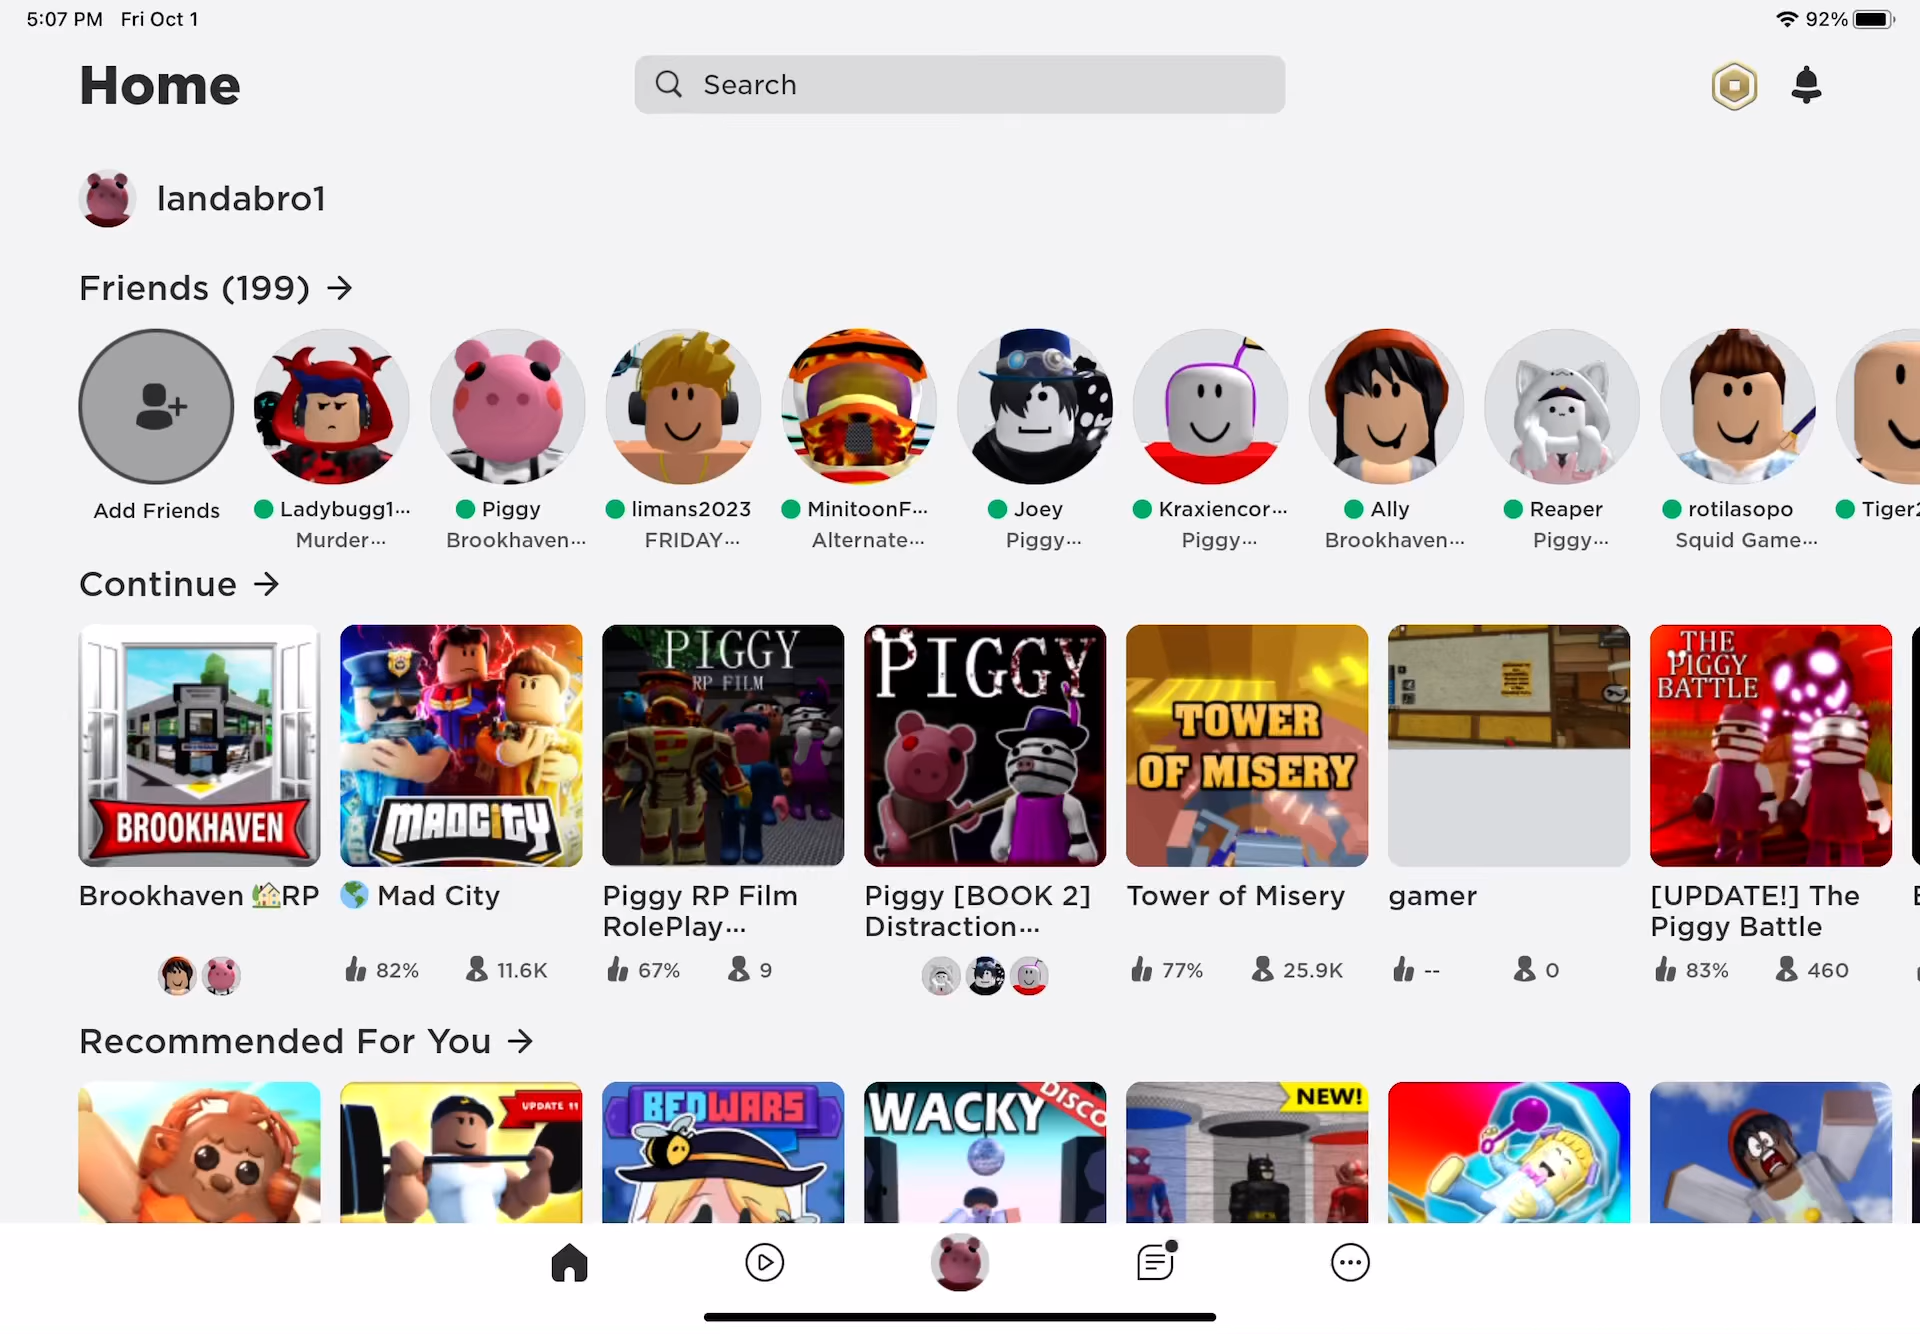 5:07 PM Fri Oct 1
92%
Home
Search
landabro1
Friends (199) →
Add Friends
Ladybugg1...
Murder...
Piggy
Brookhaven...
limans2023
FRIDAY...
MinitoonF...
Alternate...
Joey
Piggy...
Kraxiencor...
Piggy...
Ally
Brookhaven...
Reaper
Piggy...
rotilasopo
Squid Game...
Tiger2
Continue →
BROOKHAVEN
MADCITY
PIGGY
RP FILM
PIGGY
TOWER
OF MISERY
THE
PIGGY
BATTLE
Brookhaven 🏡RP
🌎 Mad City
82% 11.6K
Piggy RP Film
RolePlay...
67% 9
Piggy [BOOK 2]
Distraction...
Tower of Misery
77% 25.9K
gamer
-- 0
[UPDATE!] The
Piggy Battle
83% 460
Recommended For You →
UPDATE 11
BEDWARS
WACKY
DISCO
NEW!